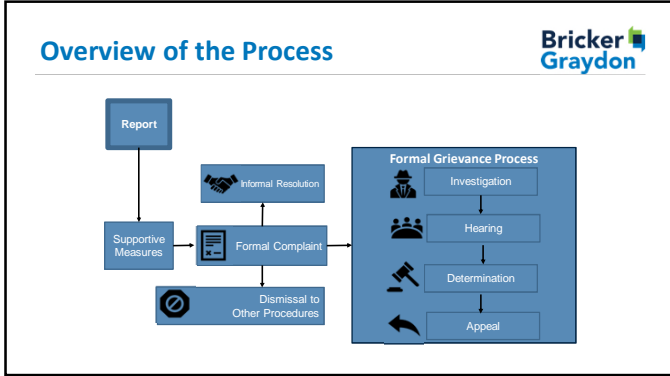 Overview of the Process
Bricker
Graydon
Report
Supportive
Measures
Informal Resolution
Formal Complaint
Dismissal to
Other Procedures
Formal Grievance Process
Investigation
Hearing
Determination
Appeal